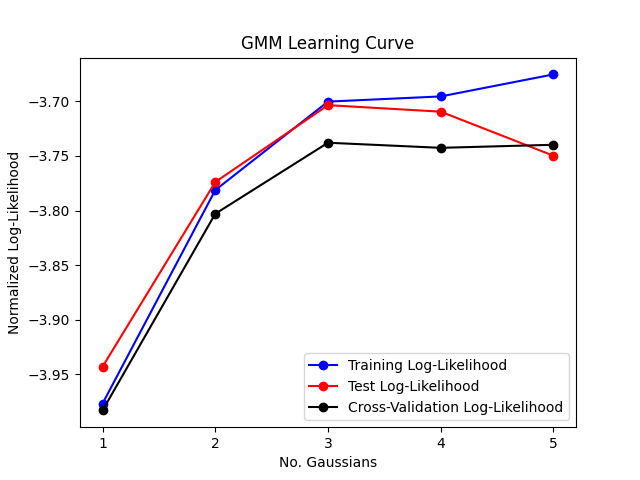 GMM Learning Curve
Normalized Log-Likelihood
−3.70
−3.75
−3.80
−3.85
−3.90
−3.95
Training Log-Likelihood
Test Log-Likelihood
Cross-Validation Log-Likelihood
1 2 3 4 5
No. Gaussians